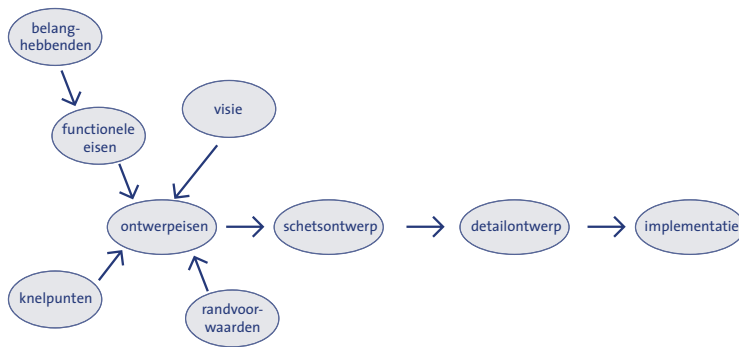 belang-
hebbenden
functionele
eisen
visie
ontwerpeisen
schetsontwerp
detailontwerp
implementatie
knelpunten
randvoor-
waarden